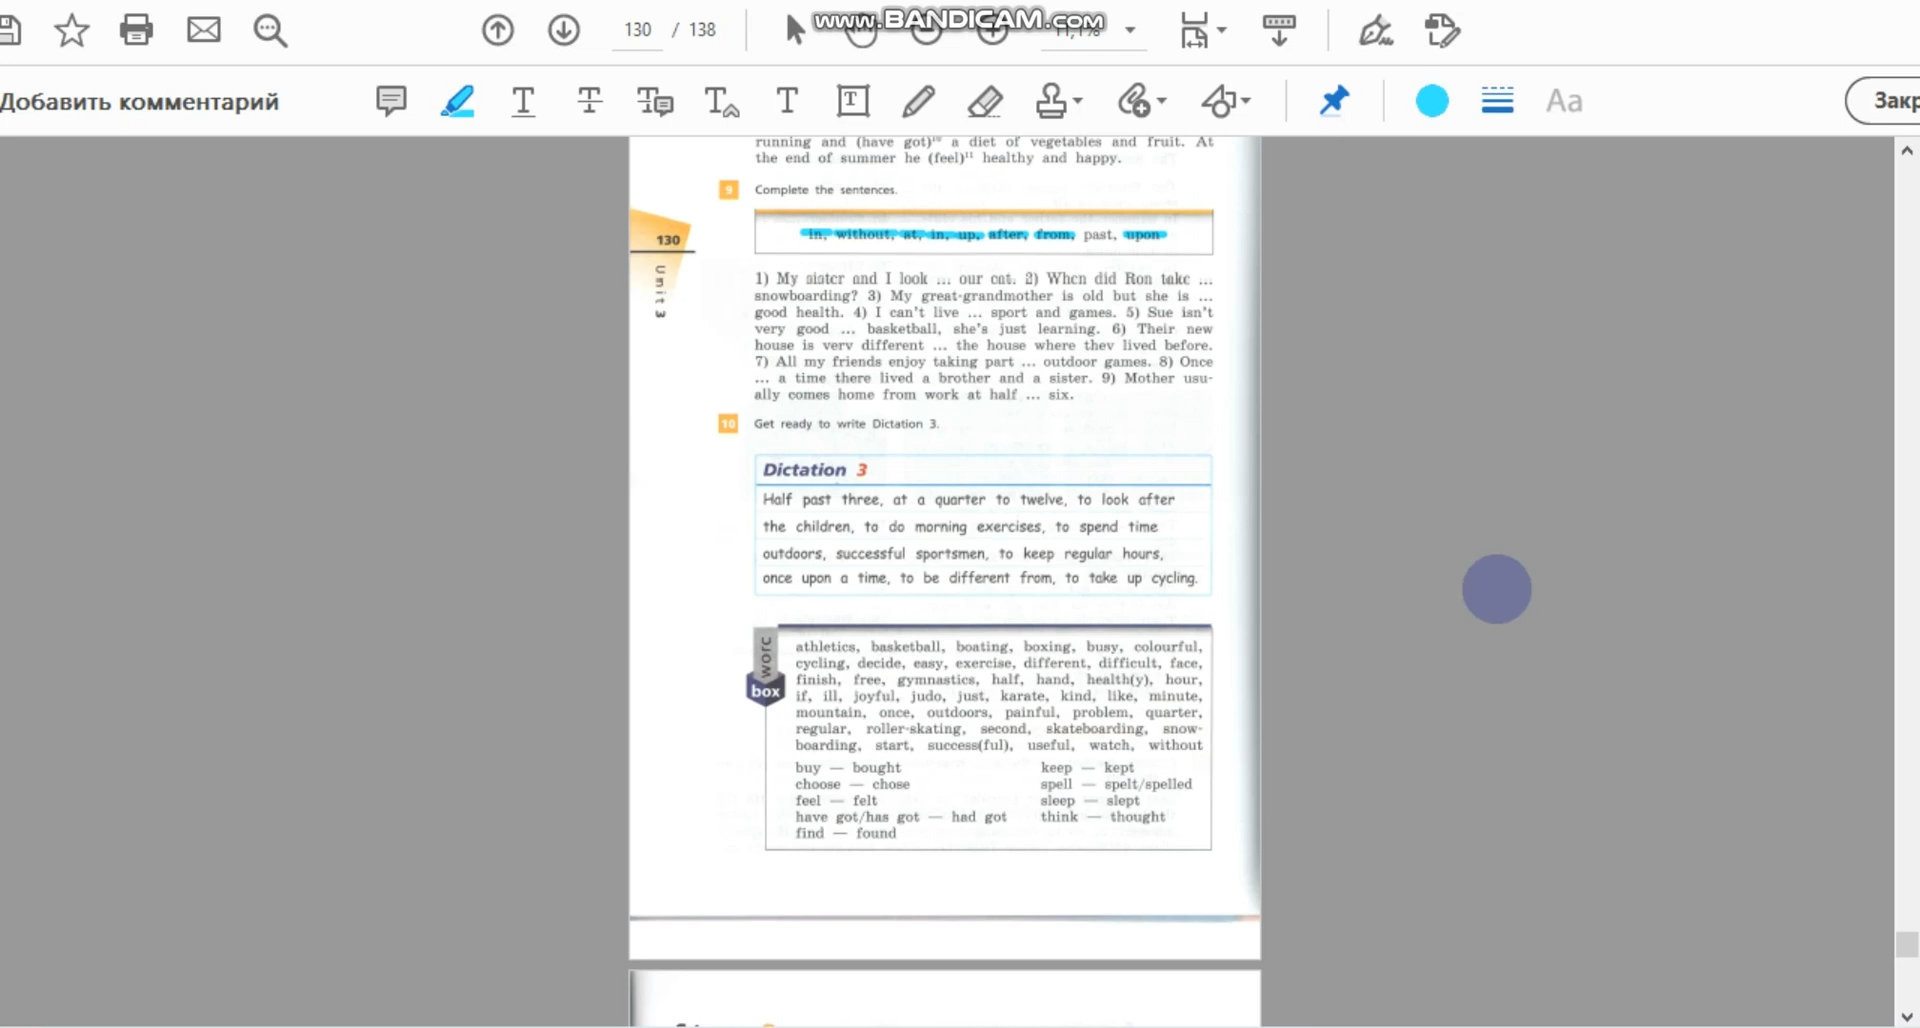 www.BANDICAM.com
130 / 138
Добавить комментарий
Aa
Закр
running and (have got)¹⁰ a diet of vegetables and fruit. At
the end of summer he (feel)¹¹ healthy and happy.
9 Complete the sentences.
in, without, at, in, up, after, from, past, upon
130
Unit 3
1) My sister and I look ... our cat. 2) When did Ron take ...
snowboarding? 3) My great-grandmother is old but she is ...
good health. 4) I can't live ... sport and games. 5) Sue isn't
very good ... basketball, she's just learning. 6) Their new
house is very different ... the house where they lived before.
7) All my friends enjoy taking part ... outdoor games. 8) Once
... a time there lived a brother and a sister. 9) Mother usu-
ally comes home from work at half ... six.
10 Get ready to write Dictation 3.
Dictation 3
Half past three, at a quarter to twelve, to look after
the children, to do morning exercises, to spend time
outdoors, successful sportsmen, to keep regular hours,
once upon a time, to be different from, to take up cycling.
word
box
athletics, basketball, boating, boxing, busy, colourful,
cycling, decide, easy, exercise, different, difficult, face,
finish, free, gymnastics, half, hand, health(y), hour,
if, ill, joyful, judo, just, karate, kind, like, minute,
mountain, once, outdoors, painful, problem, quarter,
regular, roller-skating, second, skateboarding, snow-
boarding, start, success(ful), useful, watch, without
buy — bought
choose — chose
feel — felt
have got/has got — had got
find — found
keep — kept
spell — spelt/spelled
sleep — slept
think — thought